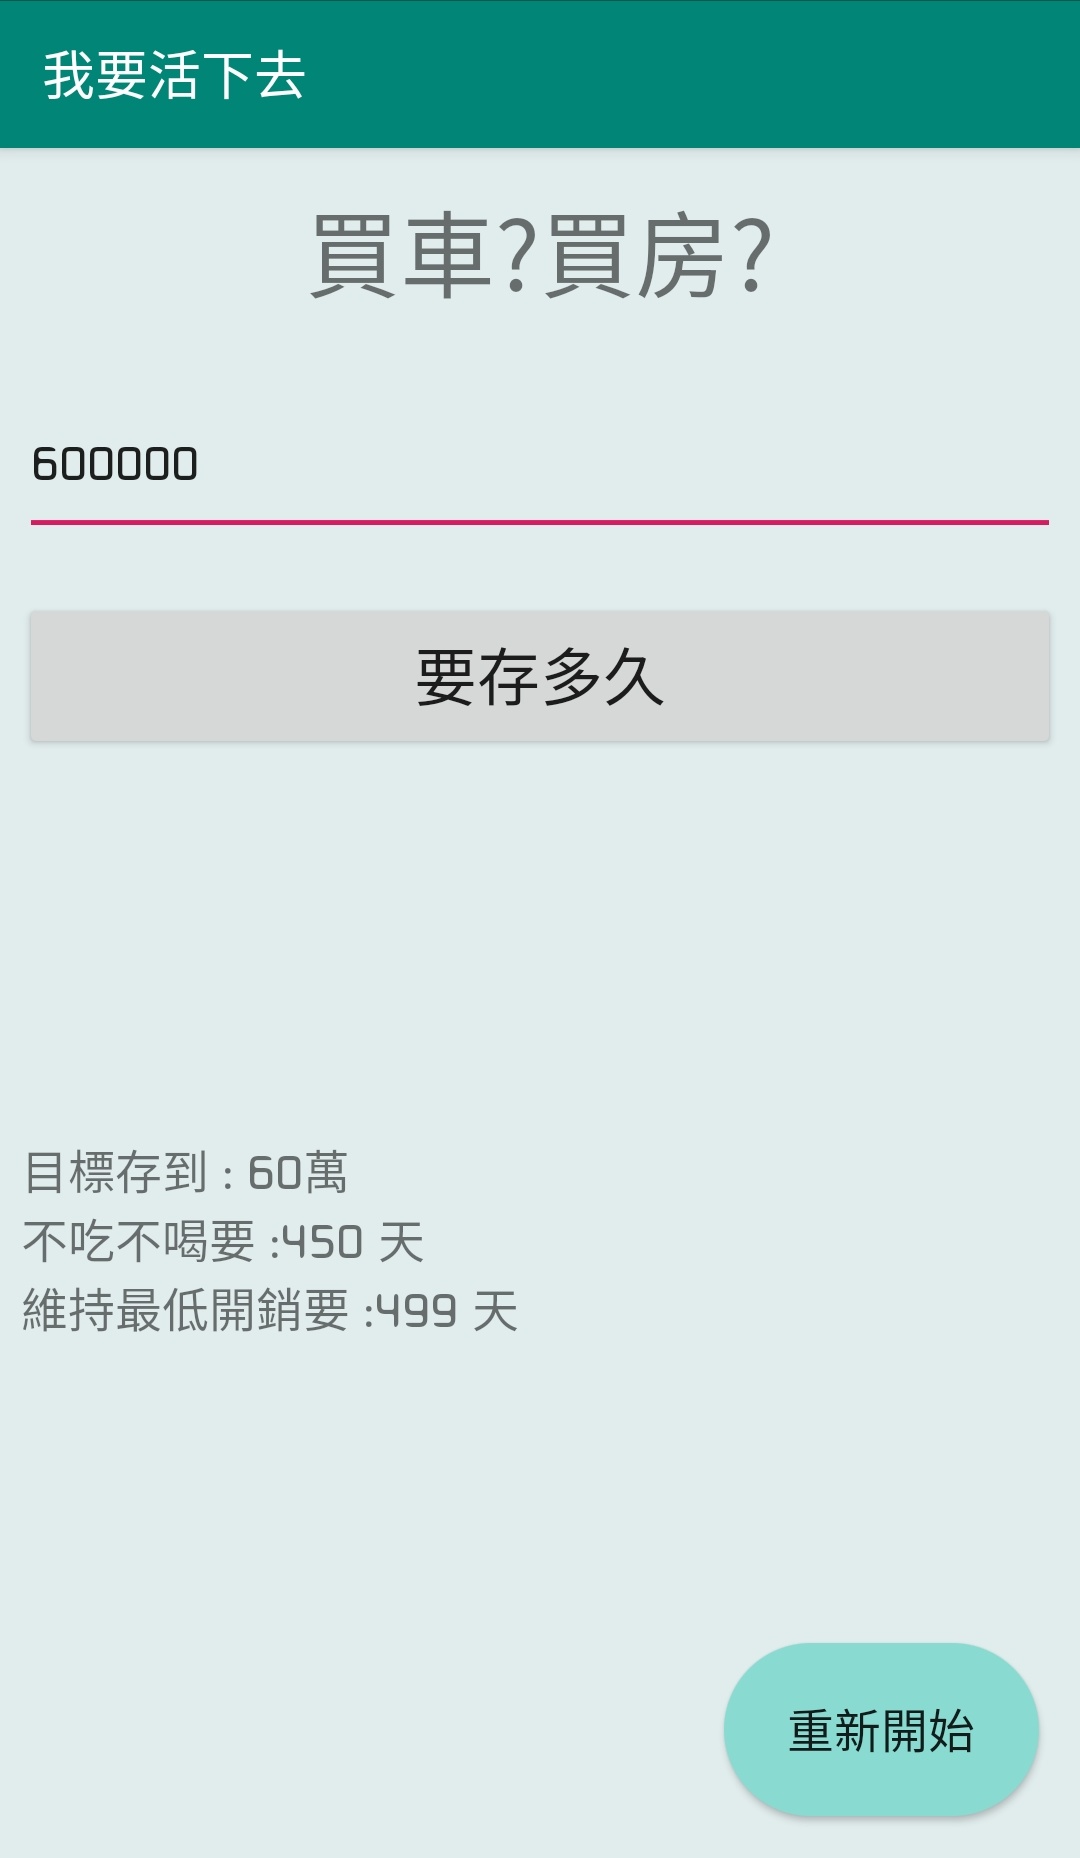 我要活下去
買車?買房?
600000
要存多久
目標存到 : 60萬
不吃不喝要 :450 天
維持最低開銷要 :499 天
重新開始